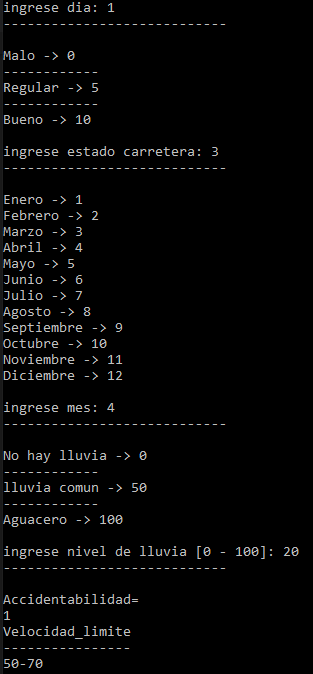 ingrese dia: 1
----------------------------
Malo -> 0
------------
Regular -> 5
------------
Bueno -> 10
ingrese estado carretera: 3
----------------------------
Enero -> 1
Febrero -> 2
Marzo -> 3
Abril -> 4
Mayo -> 5
Junio -> 6
Julio -> 7
Agosto -> 8
Septiembre -> 9
Octubre -> 10
Noviembre -> 11
Diciembre -> 12
ingrese mes: 4
----------------------------
No hay lluvia -> 0
------------
lluvia comun -> 50
------------
Aguacero -> 100
ingrese nivel de lluvia [0 - 100]: 20
----------------------------
Accidentabilidad=
1
Velocidad_limite
----------------
50-70